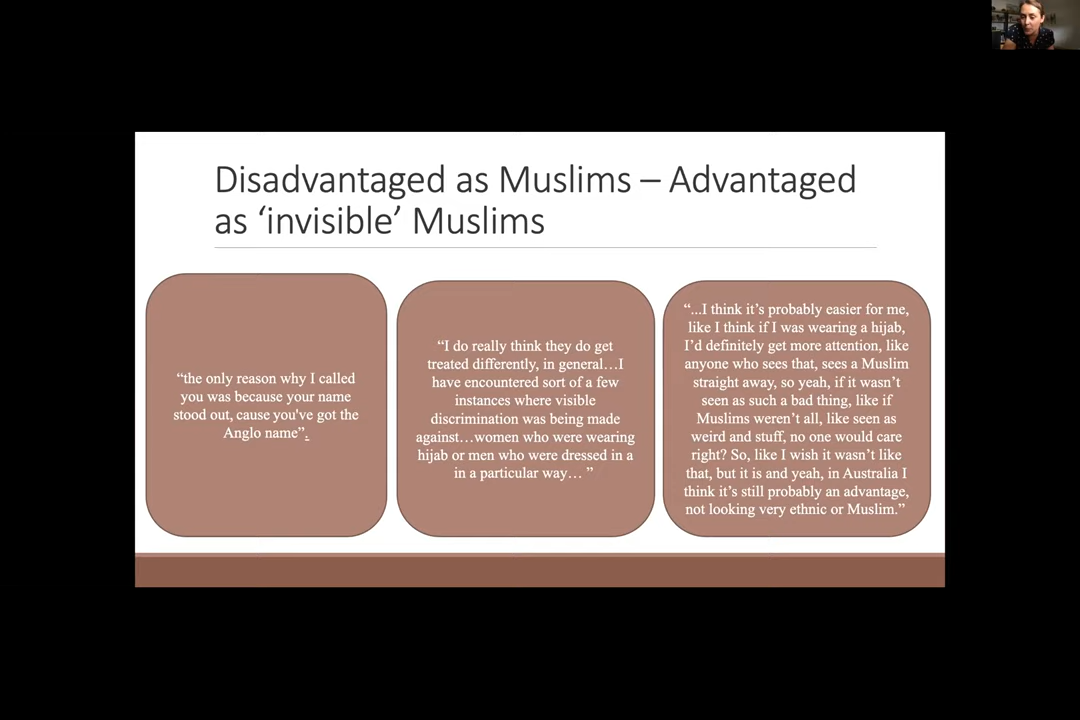 Disadvantaged as Muslims – Advantaged
as ‘invisible’ Muslims
“the only reason why I called
you was because your name
stood out, cause you've got the
Anglo name”.
“I do really think they do get
treated differently, in general…I
have encountered sort of a few
instances where visible
discrimination was being made
against…women who were wearing
hijab or men who were dressed in a
in a particular way… ”
“...I think it’s probably easier for me,
like I think if I was wearing a hijab,
I’d definitely get more attention, like
anyone who sees that, sees a Muslim
straight away, so yeah, if it wasn’t
seen as such a bad thing, like if
Muslims weren’t all, like seen as
weird and stuff, no one would care
right? So, like I wish it wasn’t like
that, but it is and yeah, in Australia I
think it’s still probably an advantage,
not looking very ethnic or Muslim.”